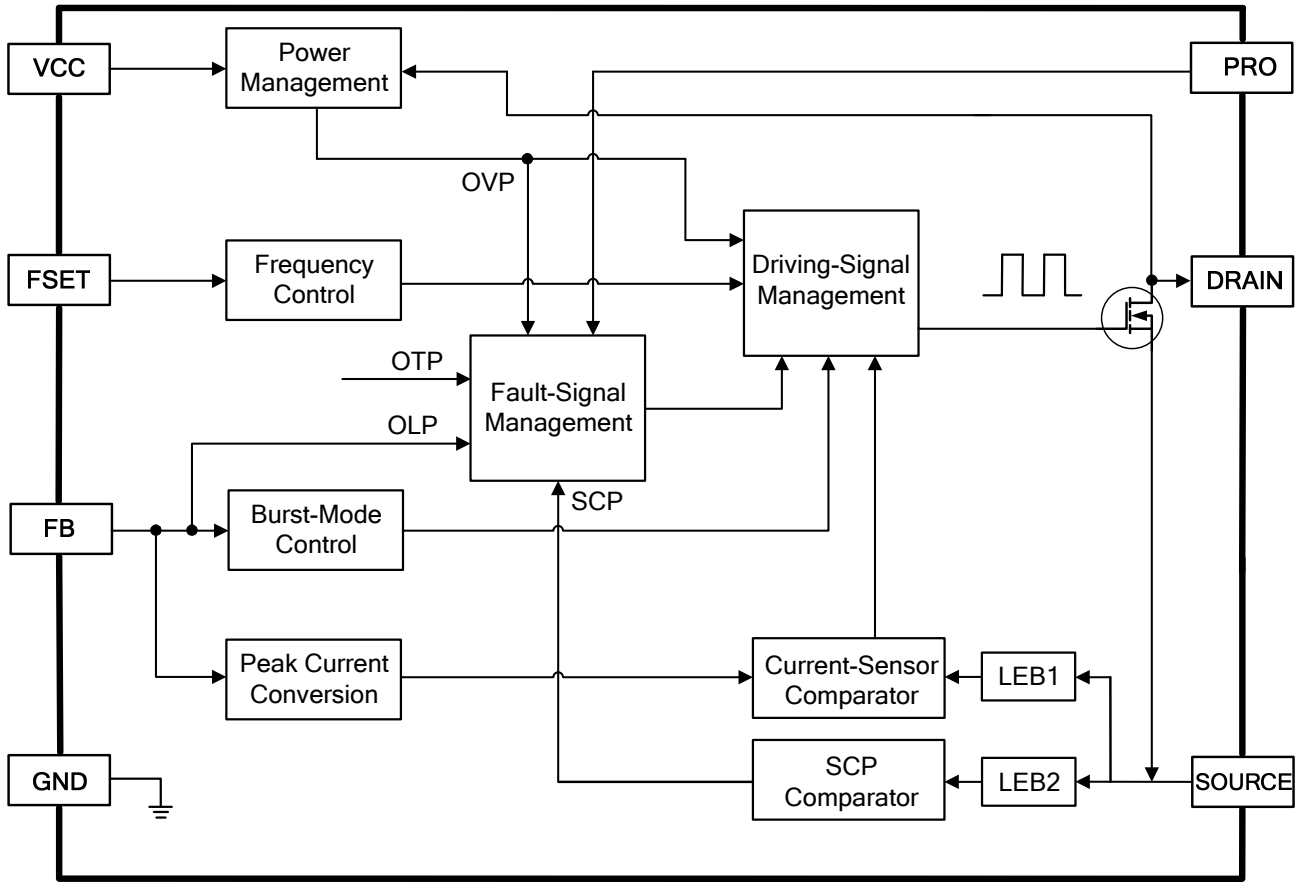 VCC
Power
Management
PRO
OVP
FSET
Frequency
Control
Driving-Signal
Management
DRAIN
OTP
Fault-Signal
Management
OLP
SCP
FB
Burst-Mode
Control
Peak Current
Conversion
Current-Sensor
Comparator
LEB1
GND
SCP
Comparator
LEB2
SOURCE